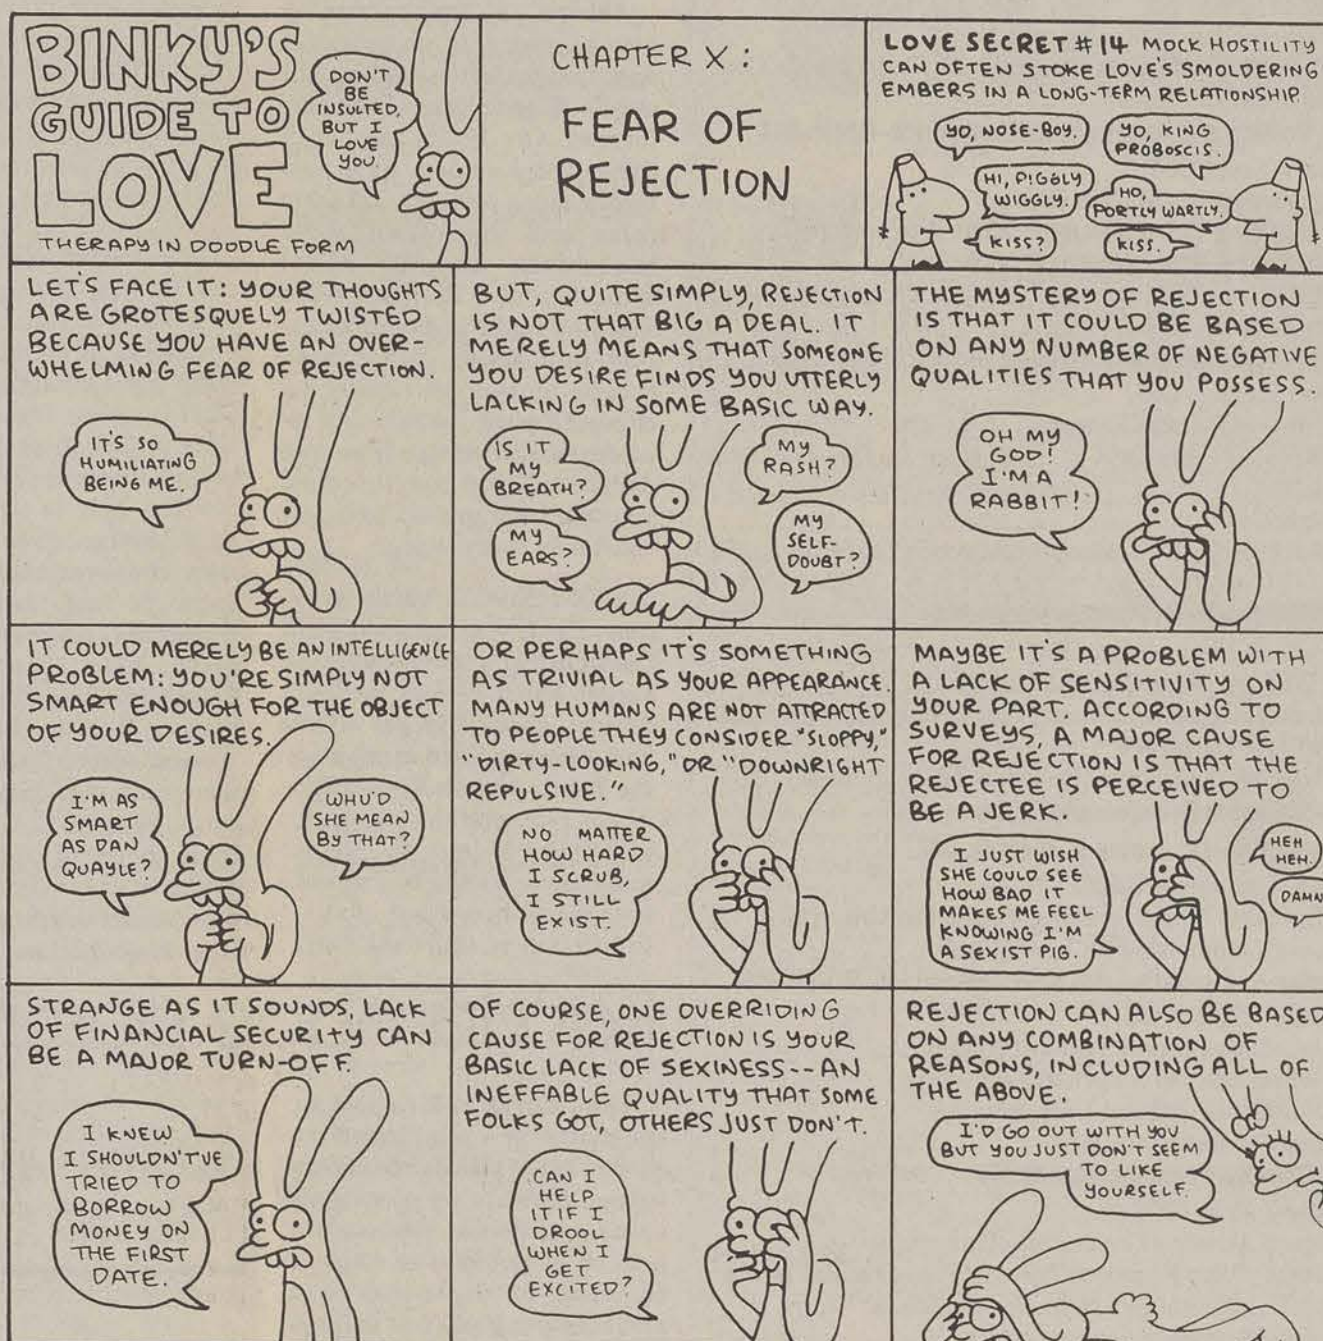 BINKY'S
GUIDE TO
LOVE
THERAPY IN DOODLE FORM
DON'T
BE
INSULTED,
BUT I
LOVE
YOU.
CHAPTER X:
FEAR OF
REJECTION
LOVE SECRET #14 MOCK HOSTILITY
CAN OFTEN STOKE LOVE'S SMOLDERING
EMBERS IN A LONG-TERM RELATIONSHIP.
YO, NOSE-BOY.
YO, KING
PROBOSCIS.
HI, PIGGLY
WIGGLY.
HO,
PORTLY WARTLY.
KISS?
KISS.
LET'S FACE IT: YOUR THOUGHTS
ARE GROTESQUELY TWISTED
BECAUSE YOU HAVE AN OVER-
WHELMING FEAR OF REJECTION.
IT'S SO
HUMILIATING
BEING ME.
BUT, QUITE SIMPLY, REJECTION
IS NOT THAT BIG A DEAL. IT
MERELY MEANS THAT SOMEONE
YOU DESIRE FINDS YOU UTTERLY
LACKING IN SOME BASIC WAY.
IS IT
MY
BREATH?
MY
EARS?
MY
RASH?
MY
SELF-
DOUBT?
THE MYSTERY OF REJECTION
IS THAT IT COULD BE BASED
ON ANY NUMBER OF NEGATIVE
QUALITIES THAT YOU POSSESS.
OH MY
GOD!
I'M A
RABBIT!
IT COULD MERELY BE AN INTELLIGENCE
PROBLEM: YOU'RE SIMPLY NOT
SMART ENOUGH FOR THE OBJECT
OF YOUR DESIRES.
I'M AS
SMART
AS DAN
QUAYLE?
WHU'D
SHE MEAN
BY THAT?
OR PERHAPS IT'S SOMETHING
AS TRIVIAL AS YOUR APPEARANCE.
MANY HUMANS ARE NOT ATTRACTED
TO PEOPLE THEY CONSIDER "SLOPPY,"
"DIRTY-LOOKING," OR "DOWNRIGHT
REPULSIVE."
NO MATTER
HOW HARD
I SCRUB,
I STILL
EXIST.
MAYBE IT'S A PROBLEM WITH
A LACK OF SENSITIVITY ON
YOUR PART. ACCORDING TO
SURVEYS, A MAJOR CAUSE
FOR REJECTION IS THAT THE
REJECTEE IS PERCEIVED TO
BE A JERK.
I JUST WISH
SHE COULD SEE
HOW BAD IT
MAKES ME FEEL
KNOWING I'M
A SEXIST PIG.
HEH
HEH.
DAMN
STRANGE AS IT SOUNDS, LACK
OF FINANCIAL SECURITY CAN
BE A MAJOR TURN-OFF.
I KNEW
I SHOULDN'TVE
TRIED TO
BORROW
MONEY ON
THE FIRST
DATE.
OF COURSE, ONE OVERRIDING
CAUSE FOR REJECTION IS YOUR
BASIC LACK OF SEXINESS--AN
INEFFABLE QUALITY THAT SOME
FOLKS GOT, OTHERS JUST DON'T.
CAN I
HELP
IT IF I
DROOL
WHEN I
GET
EXCITED?
REJECTION CAN ALSO BE BASED
ON ANY COMBINATION OF
REASONS, INCLUDING ALL OF
THE ABOVE.
I'D GO OUT WITH YOU
BUT YOU JUST DON'T SEEM
TO LIKE
YOURSELF.